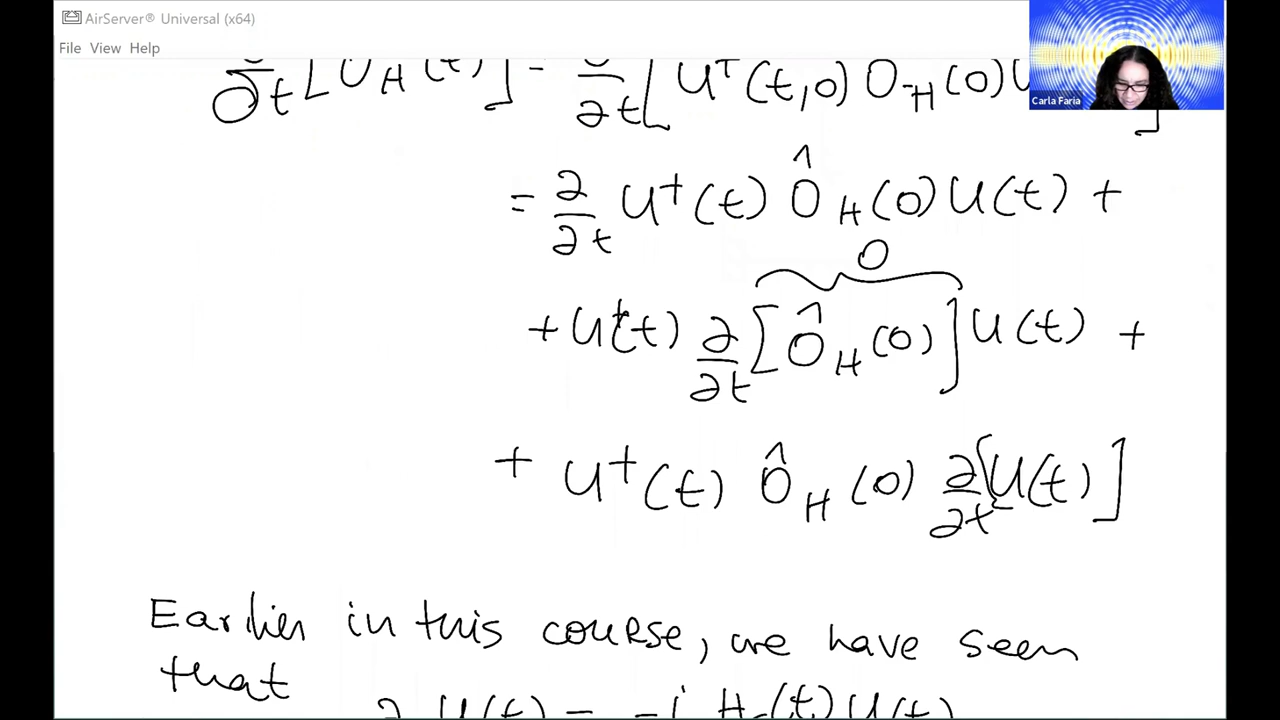 AirServer® Universal (x64)
File View Help
∂/∂t [O_H(t)] = ∂/∂t [U†(t,0) O_H(0) U
Carla Faria
= ∂/∂t U†(t) Ô_H(0) U(t) +
0
+ U†(t) ∂/∂t [Ô_H(0)] U(t) +
+ U†(t) Ô_H(0) ∂/∂t [U(t)]
Earlier in this course, we have seen
that
∂ U(t) = -i H (t) U(t)